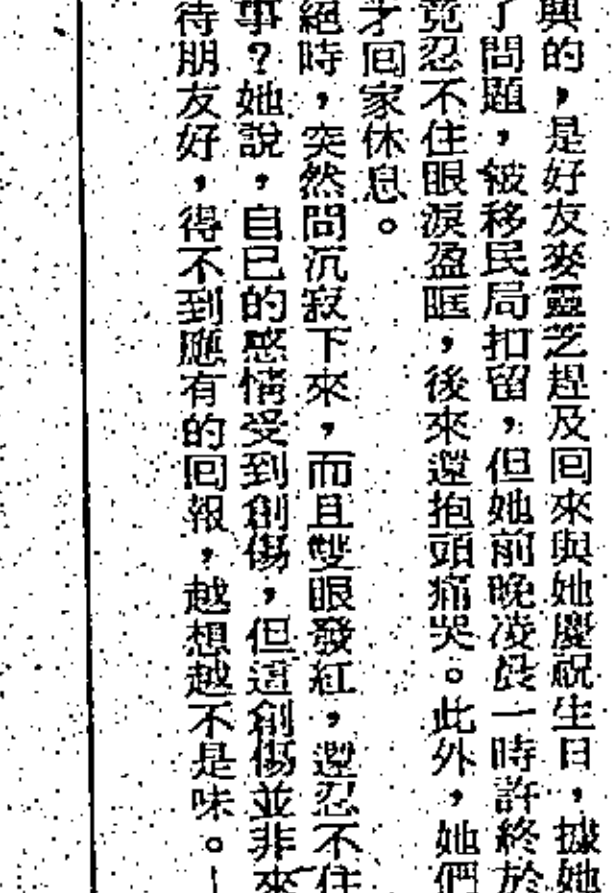 興的，是好友麥靈芝趕及回來與她慶祝生日，據她
了問題，被移民局扣留，但她前晚凌晨一時許終於
竟忍不住眼淚盈眶，後來還抱頭痛哭。此外，她們
才回家休息。
絕時，突然間沉寂下來，而且雙眼發紅，還忍不住
事？她說，自己的感情受到創傷，但這創傷並非來
待朋友好，得不到應有的回報，越想越不是味。